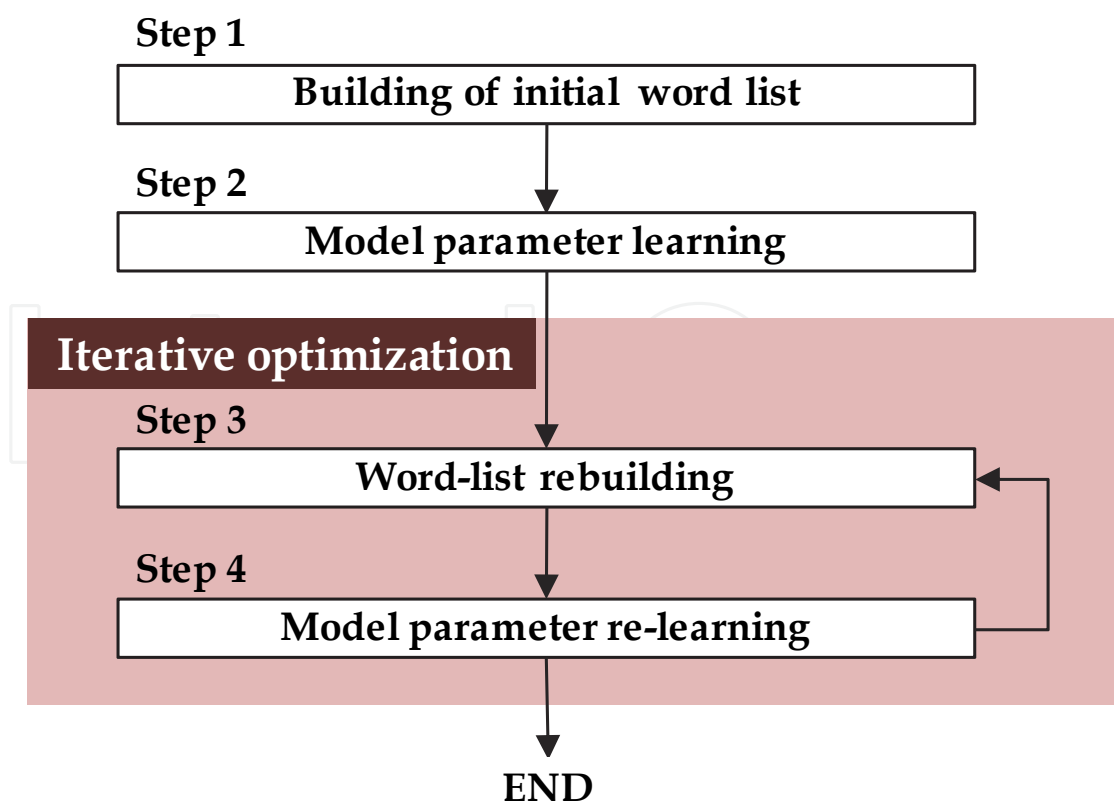 Step 1
Building of initial word list
Step 2
Model parameter learning
Iterative optimization
Step 3
Word-list rebuilding
Step 4
Model parameter re-learning
END